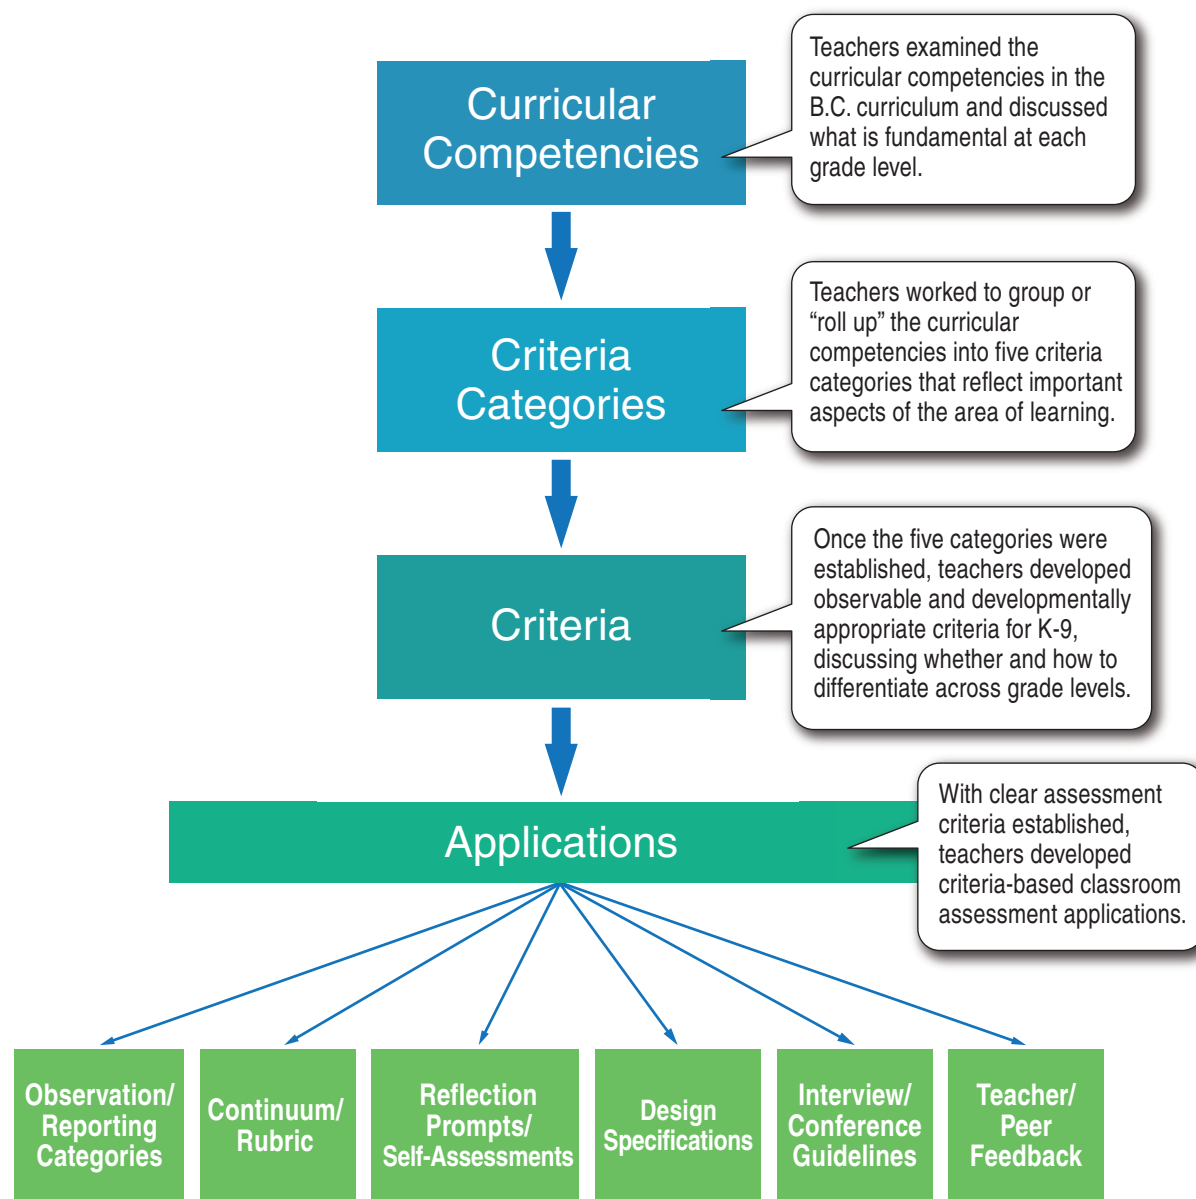 Curricular
Competencies
Teachers examined the
curricular competencies in the
B.C. curriculum and discussed
what is fundamental at each
grade level.
Criteria
Categories
Teachers worked to group or
“roll up” the curricular
competencies into five criteria
categories that reflect important
aspects of the area of learning.
Criteria
Once the five categories were
established, teachers developed
observable and developmentally
appropriate criteria for K-9,
discussing whether and how to
differentiate across grade levels.
Applications
With clear assessment
criteria established,
teachers developed
criteria-based classroom
assessment applications.
Observation/
Reporting
Categories
Continuum/
Rubric
Reflection
Prompts/
Self-Assessments
Design
Specifications
Interview/
Conference
Guidelines
Teacher/
Peer
Feedback